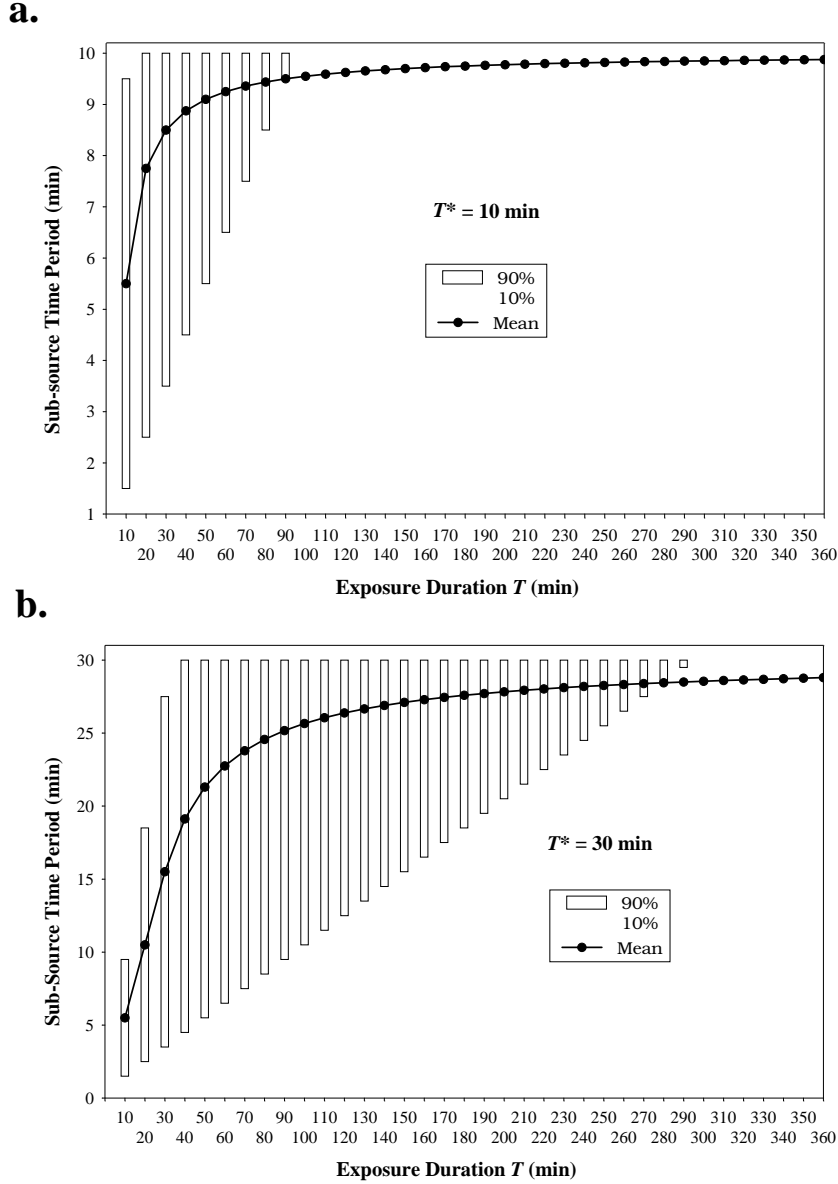 a.
10
9
8
7
6
5
4
3
2
1
Sub-source Time Period (min)
T* = 10 min
90%
10%
Mean
10 30 50 70 90 110 130 150 170 190 210 230 250 270 290 310 330 350
20 40 60 80 100 120 140 160 180 200 220 240 260 280 300 320 340 360
Exposure Duration T (min)
b.
30
25
20
15
10
5
0
Sub-Source Time Period (min)
T* = 30 min
90%
10%
Mean
10 30 50 70 90 110 130 150 170 190 210 230 250 270 290 310 330 350
20 40 60 80 100 120 140 160 180 200 220 240 260 280 300 320 340 360
Exposure Duration T (min)